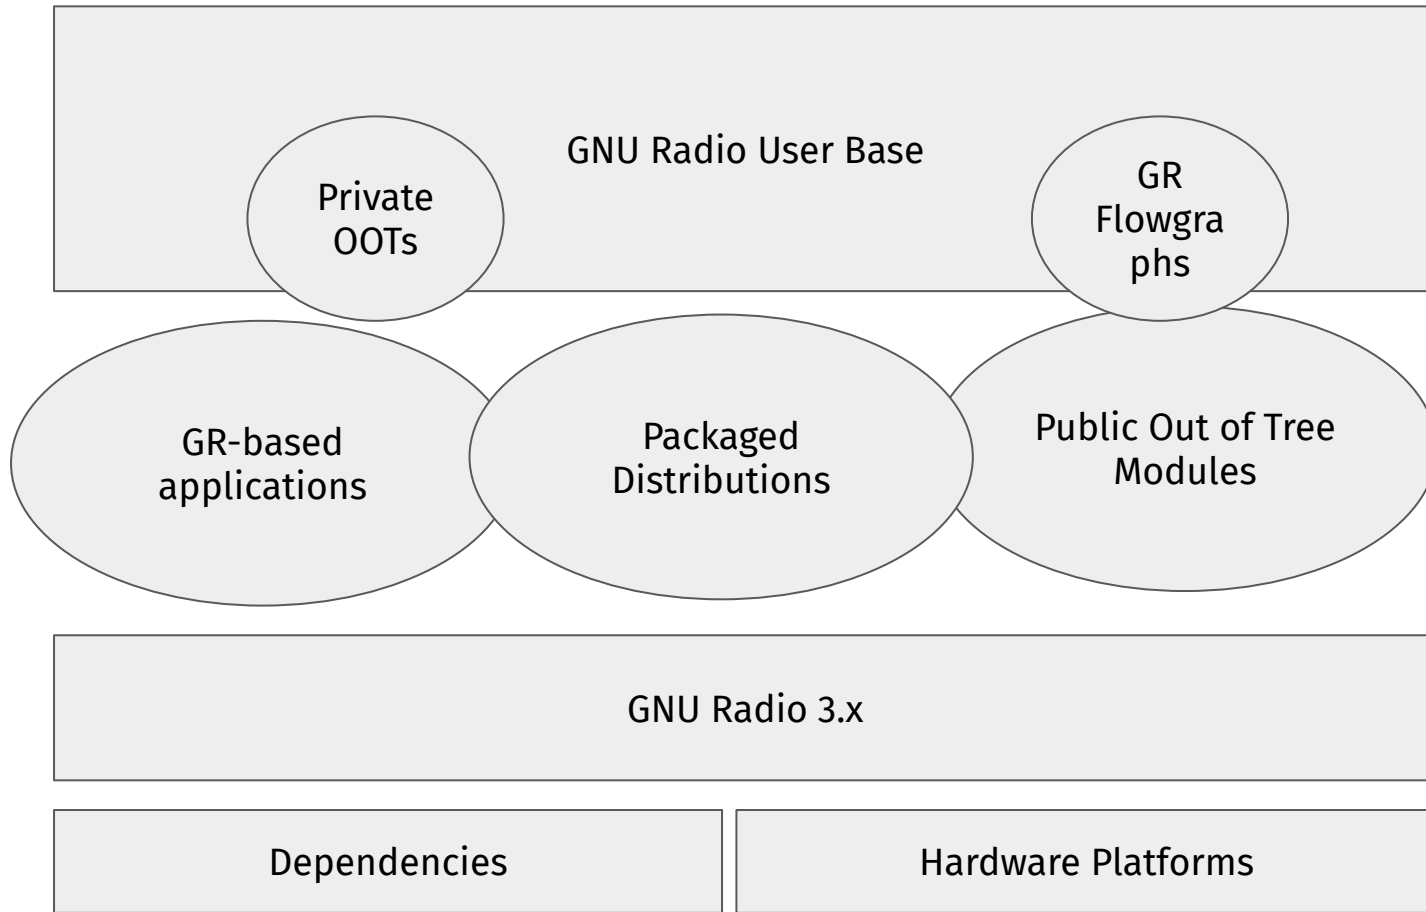 GNU Radio User Base
Private
OOTs
GR
Flowgra
phs
GR-based
applications
Packaged
Distributions
Public Out of Tree
Modules
GNU Radio 3.x
Dependencies
Hardware Platforms